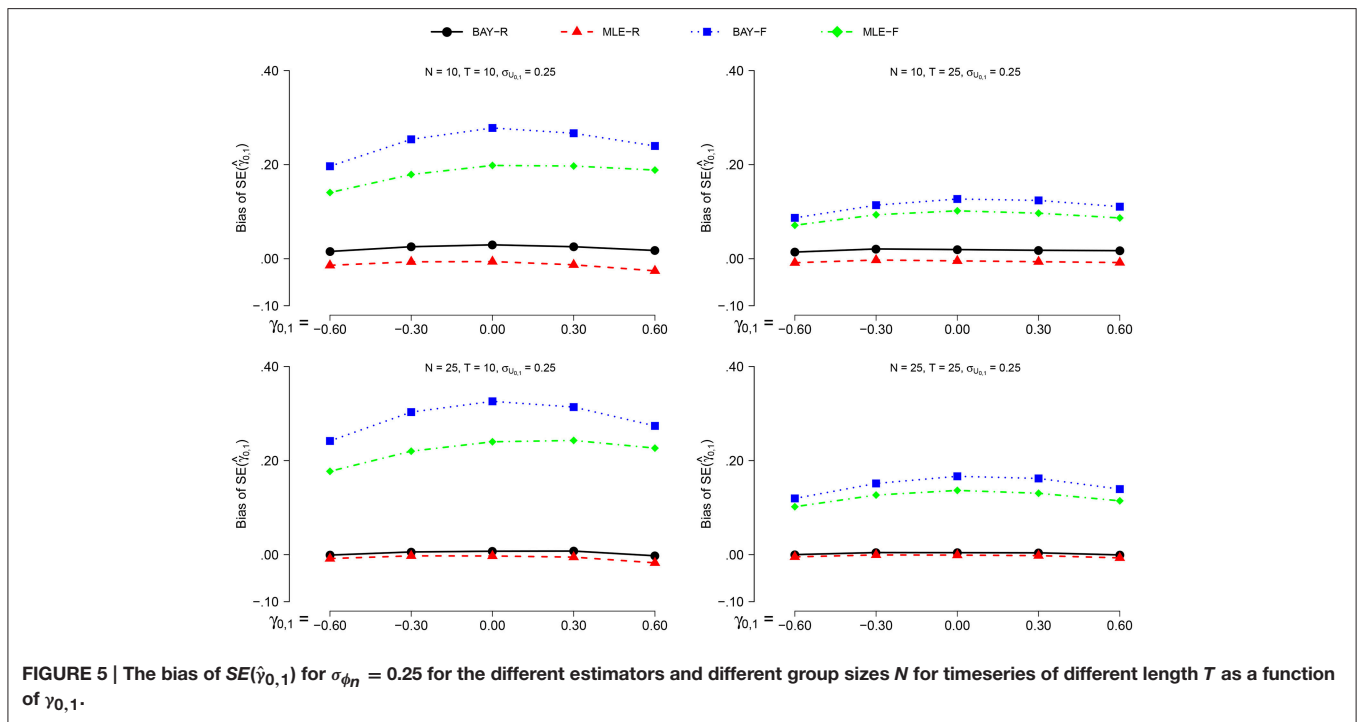 BAY−R MLE−R BAY−F MLE−F
N = 10, T = 10, σU0,1 = 0.25
Bias of SE(γ̂0,1)
.40
.20
.00
−.10
γ0,1 = −0.60 −0.30 0.00 0.30 0.60
N = 10, T = 25, σU0,1 = 0.25
Bias of SE(γ̂0,1)
.40
.20
.00
−.10
γ0,1 = −0.60 −0.30 0.00 0.30 0.60
N = 25, T = 10, σU0,1 = 0.25
Bias of SE(γ̂0,1)
.40
.20
.00
−.10
γ0,1 = −0.60 −0.30 0.00 0.30 0.60
N = 25, T = 25, σU0,1 = 0.25
Bias of SE(γ̂0,1)
.40
.20
.00
−.10
γ0,1 = −0.60 −0.30 0.00 0.30 0.60
FIGURE 5 | The bias of SE(γ̂0,1) for σϕn = 0.25 for the different estimators and different group sizes N for timeseries of different length T as a function
of γ0,1.